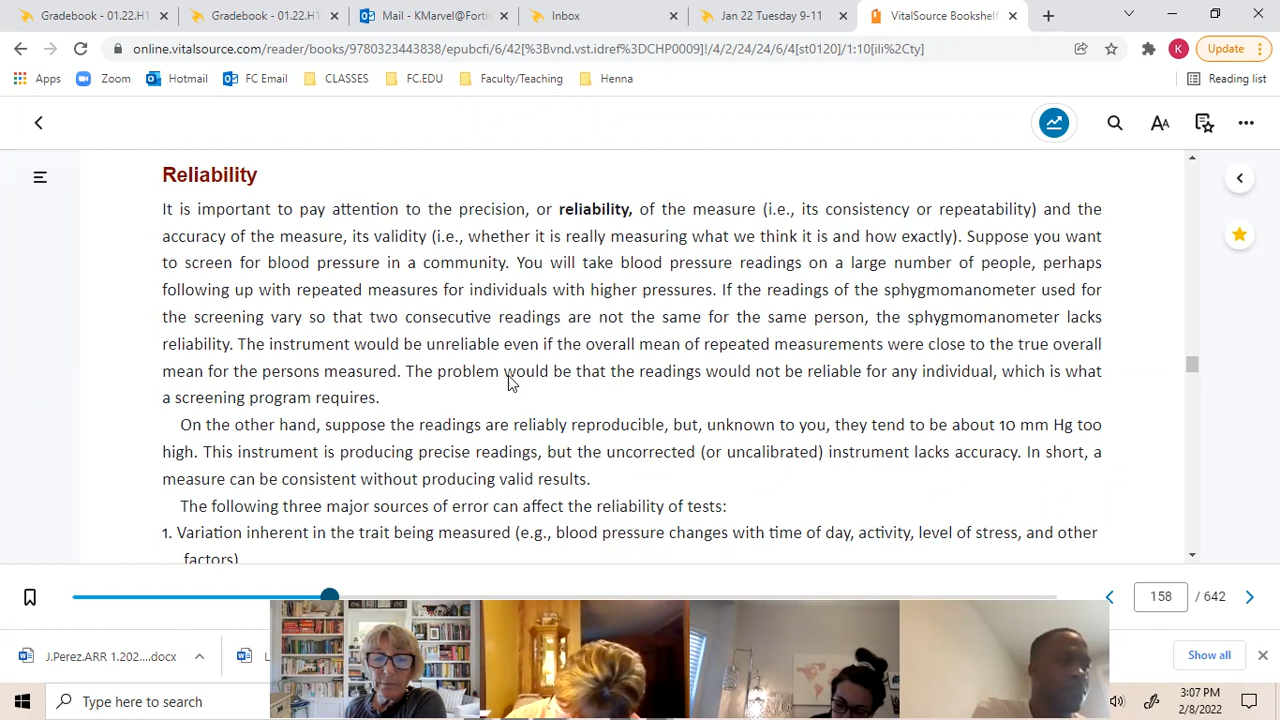 Gradebook - 01.22.H1
Gradebook - 01.22.H1
Mail - KMarvel@Fortis
Inbox
Jan 22 Tuesday 9-11
VitalSource Bookshelf
online.vitalsource.com/reader/books/9780323443838/epubcfi/6/42[%3Bvnd.vst.idref%3DCHP0009]!/4/2/24/24/6/4[st0120]/1:10[ili%2Cty]
K
Update
Apps
Zoom
Hotmail
FC Email
CLASSES
FC.EDU
Faculty/Teaching
Henna
Reading list
AA
Reliability
It is important to pay attention to the precision, or reliability, of the measure (i.e., its consistency or repeatability) and the
accuracy of the measure, its validity (i.e., whether it is really measuring what we think it is and how exactly). Suppose you want
to screen for blood pressure in a community. You will take blood pressure readings on a large number of people, perhaps
following up with repeated measures for individuals with higher pressures. If the readings of the sphygmomanometer used for
the screening vary so that two consecutive readings are not the same for the same person, the sphygmomanometer lacks
reliability. The instrument would be unreliable even if the overall mean of repeated measurements were close to the true overall
mean for the persons measured. The problem would be that the readings would not be reliable for any individual, which is what
a screening program requires.
On the other hand, suppose the readings are reliably reproducible, but, unknown to you, they tend to be about 10 mm Hg too
high. This instrument is producing precise readings, but the uncorrected (or uncalibrated) instrument lacks accuracy. In short, a
measure can be consistent without producing valid results.
The following three major sources of error can affect the reliability of tests:
1. Variation inherent in the trait being measured (e.g., blood pressure changes with time of day, activity, level of stress, and other
factors)
158 / 642
J.Perez.ARR 1.202....docx
L
Show all
Type here to search
3:07 PM
2/8/2022